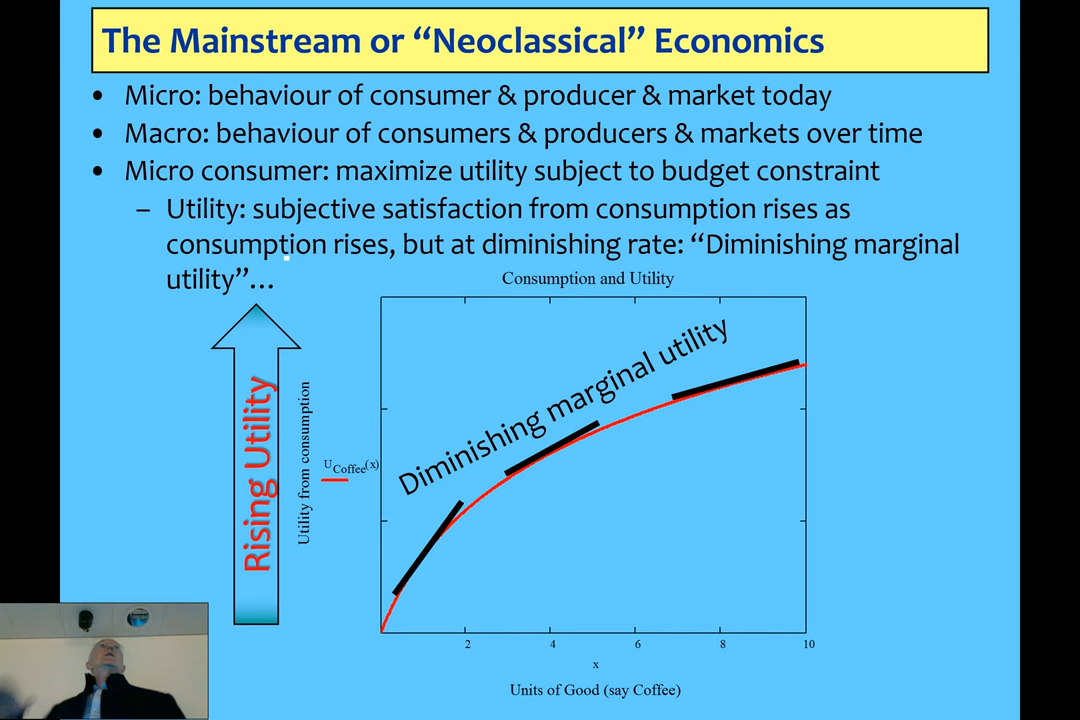 The Mainstream or “Neoclassical” Economics
• Micro: behaviour of consumer & producer & market today
• Macro: behaviour of consumers & producers & markets over time
• Micro consumer: maximize utility subject to budget constraint
– Utility: subjective satisfaction from consumption rises as
consumption rises, but at diminishing rate: “Diminishing marginal
utility”…
Consumption and Utility
Rising Utility
Utility from consumption
UCoffee(x)
Diminishing marginal utility
2 4 6 8 10
x
Units of Good (say Coffee)